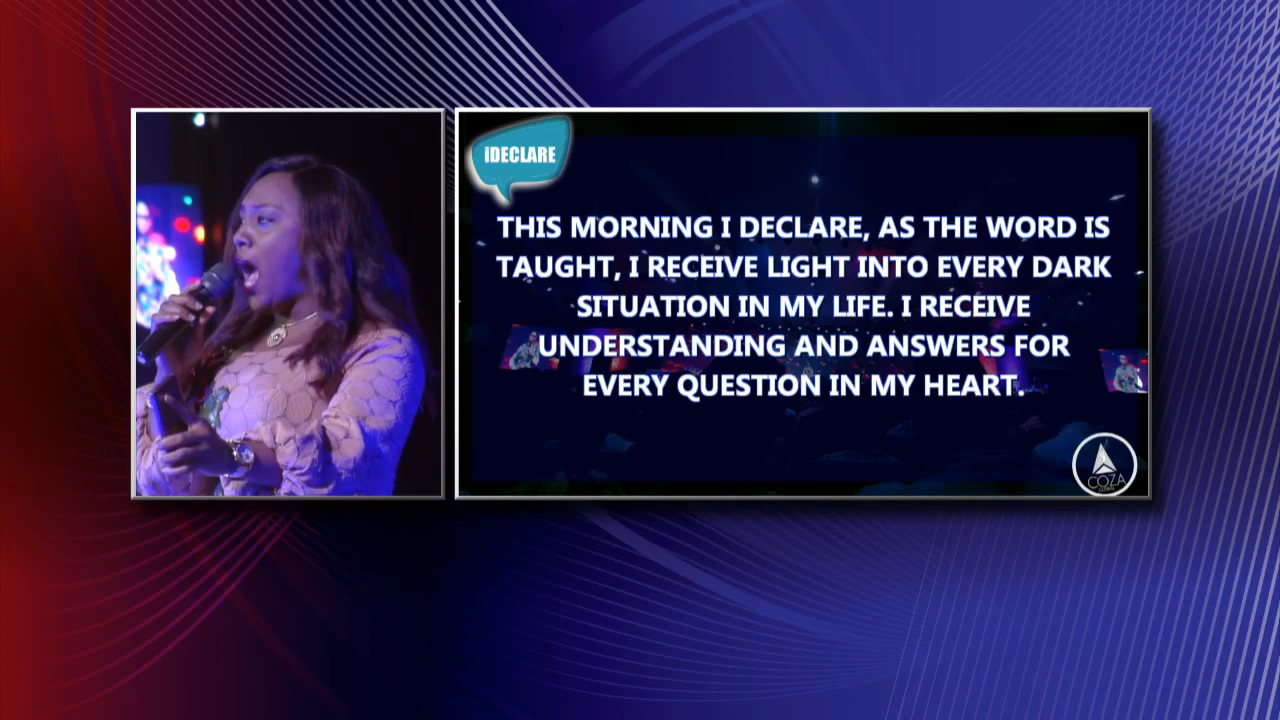 iDECLARE
THIS MORNING I DECLARE, AS THE WORD IS
TAUGHT, I RECEIVE LIGHT INTO EVERY DARK
SITUATION IN MY LIFE. I RECEIVE
UNDERSTANDING AND ANSWERS FOR
EVERY QUESTION IN MY HEART.
COZA
GLOBAL